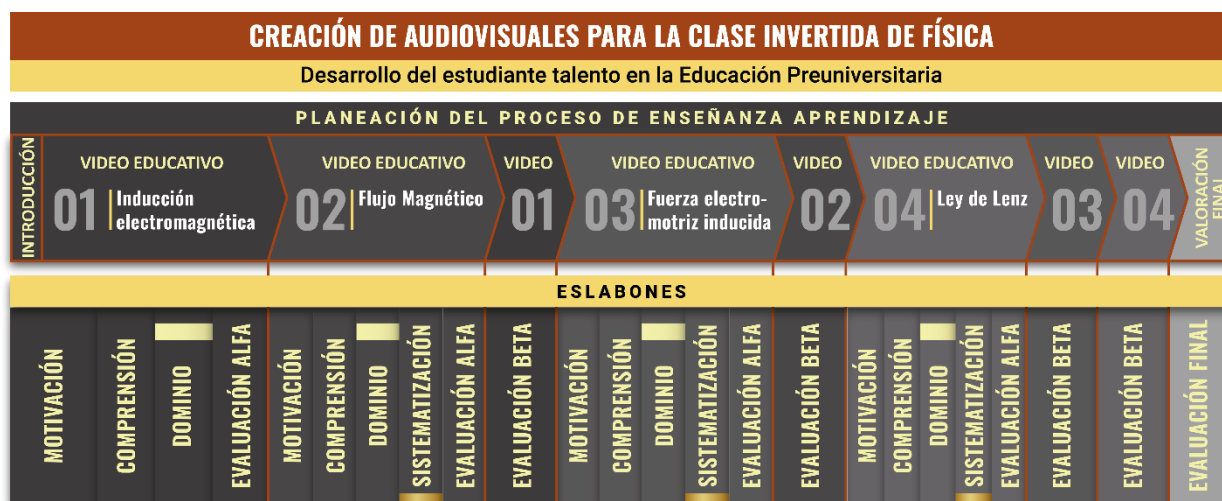 CREACIÓN DE AUDIOVISUALES PARA LA CLASE INVERTIDA DE FÍSICA
Desarrollo del estudiante talento en la Educación Preuniversitaria
PLANEACIÓN DEL PROCESO DE ENSEÑANZA APRENDIZAJE
INTRODUCCIÓN
VIDEO EDUCATIVO
01
Inducción
electromagnética
VIDEO EDUCATIVO
02
Flujo Magnético
VIDEO
01
VIDEO EDUCATIVO
03
Fuerza electro-
motriz inducida
VIDEO
02
VIDEO EDUCATIVO
04
Ley de Lenz
VIDEO
03
VIDEO
04
VALORACIÓN
FINAL
ESLABONES
MOTIVACIÓN
COMPRENSIÓN
DOMINIO
EVALUACIÓN ALFA
MOTIVACIÓN
COMPRENSIÓN
DOMINIO
SISTEMATIZACIÓN
EVALUACIÓN ALFA
EVALUACIÓN BETA
MOTIVACIÓN
COMPRENSIÓN
DOMINIO
SISTEMATIZACIÓN
EVALUACIÓN ALFA
EVALUACIÓN BETA
MOTIVACIÓN
COMPRENSIÓN
DOMINIO
SISTEMATIZACIÓN
EVALUACIÓN ALFA
EVALUACIÓN BETA
EVALUACIÓN BETA
EVALUACIÓN FINAL